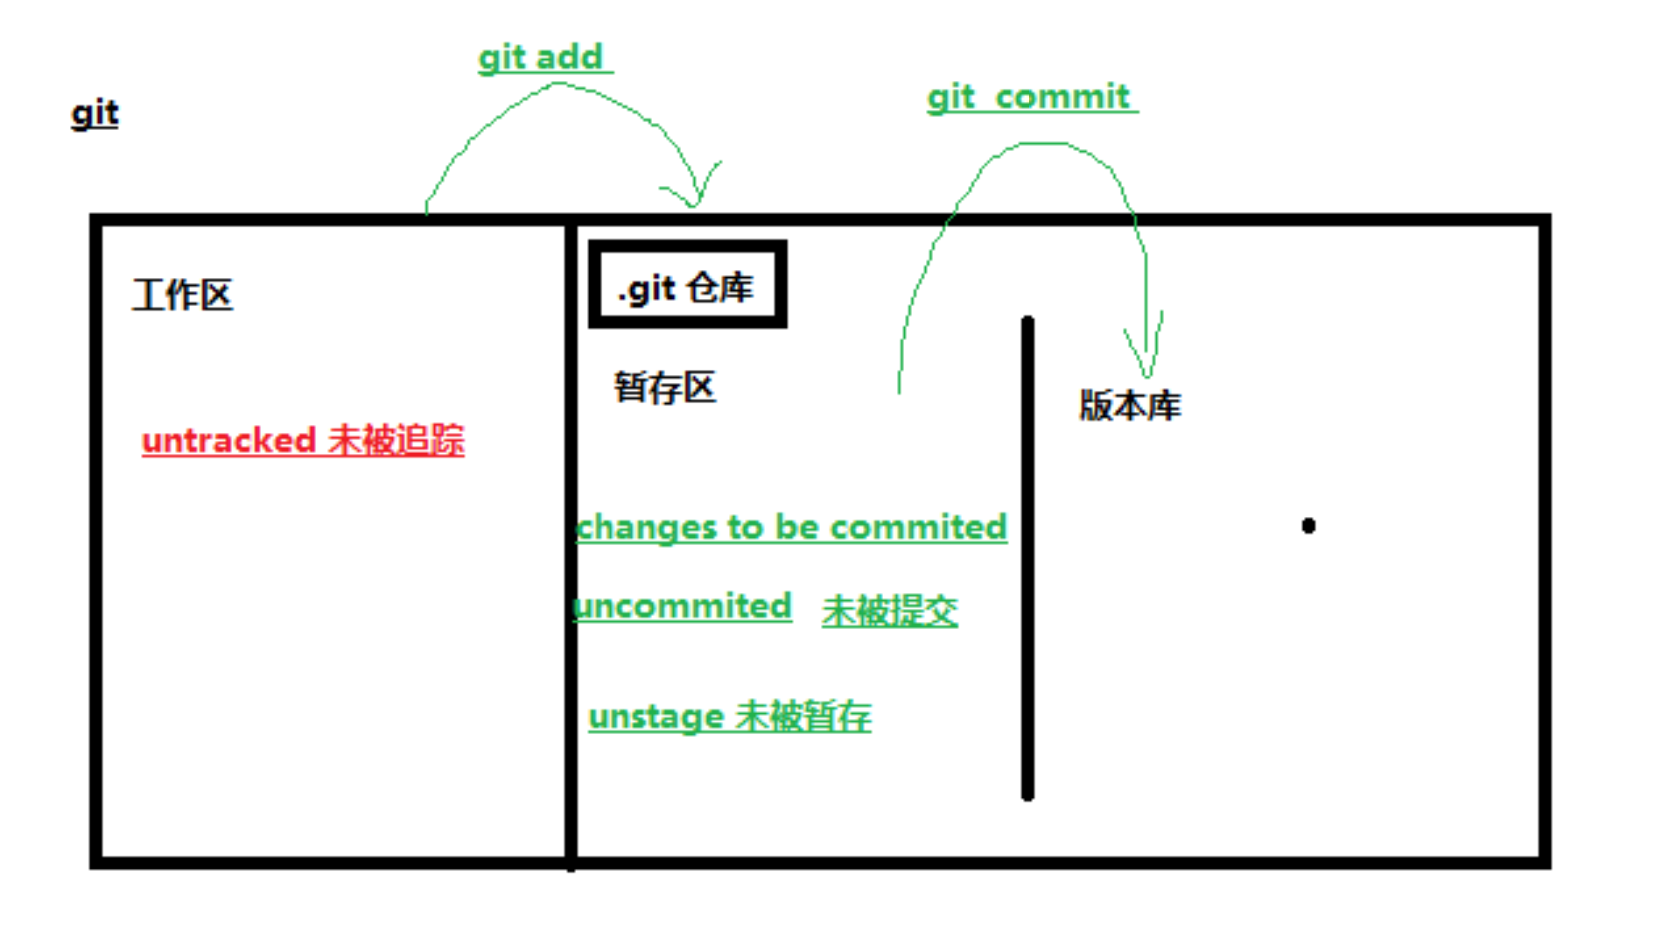 git add
git commit
git
.git 仓库
工作区
暂存区
版本库
untracked 未被追踪
changes to be commited
uncommited 未被提交
unstage 未被暂存